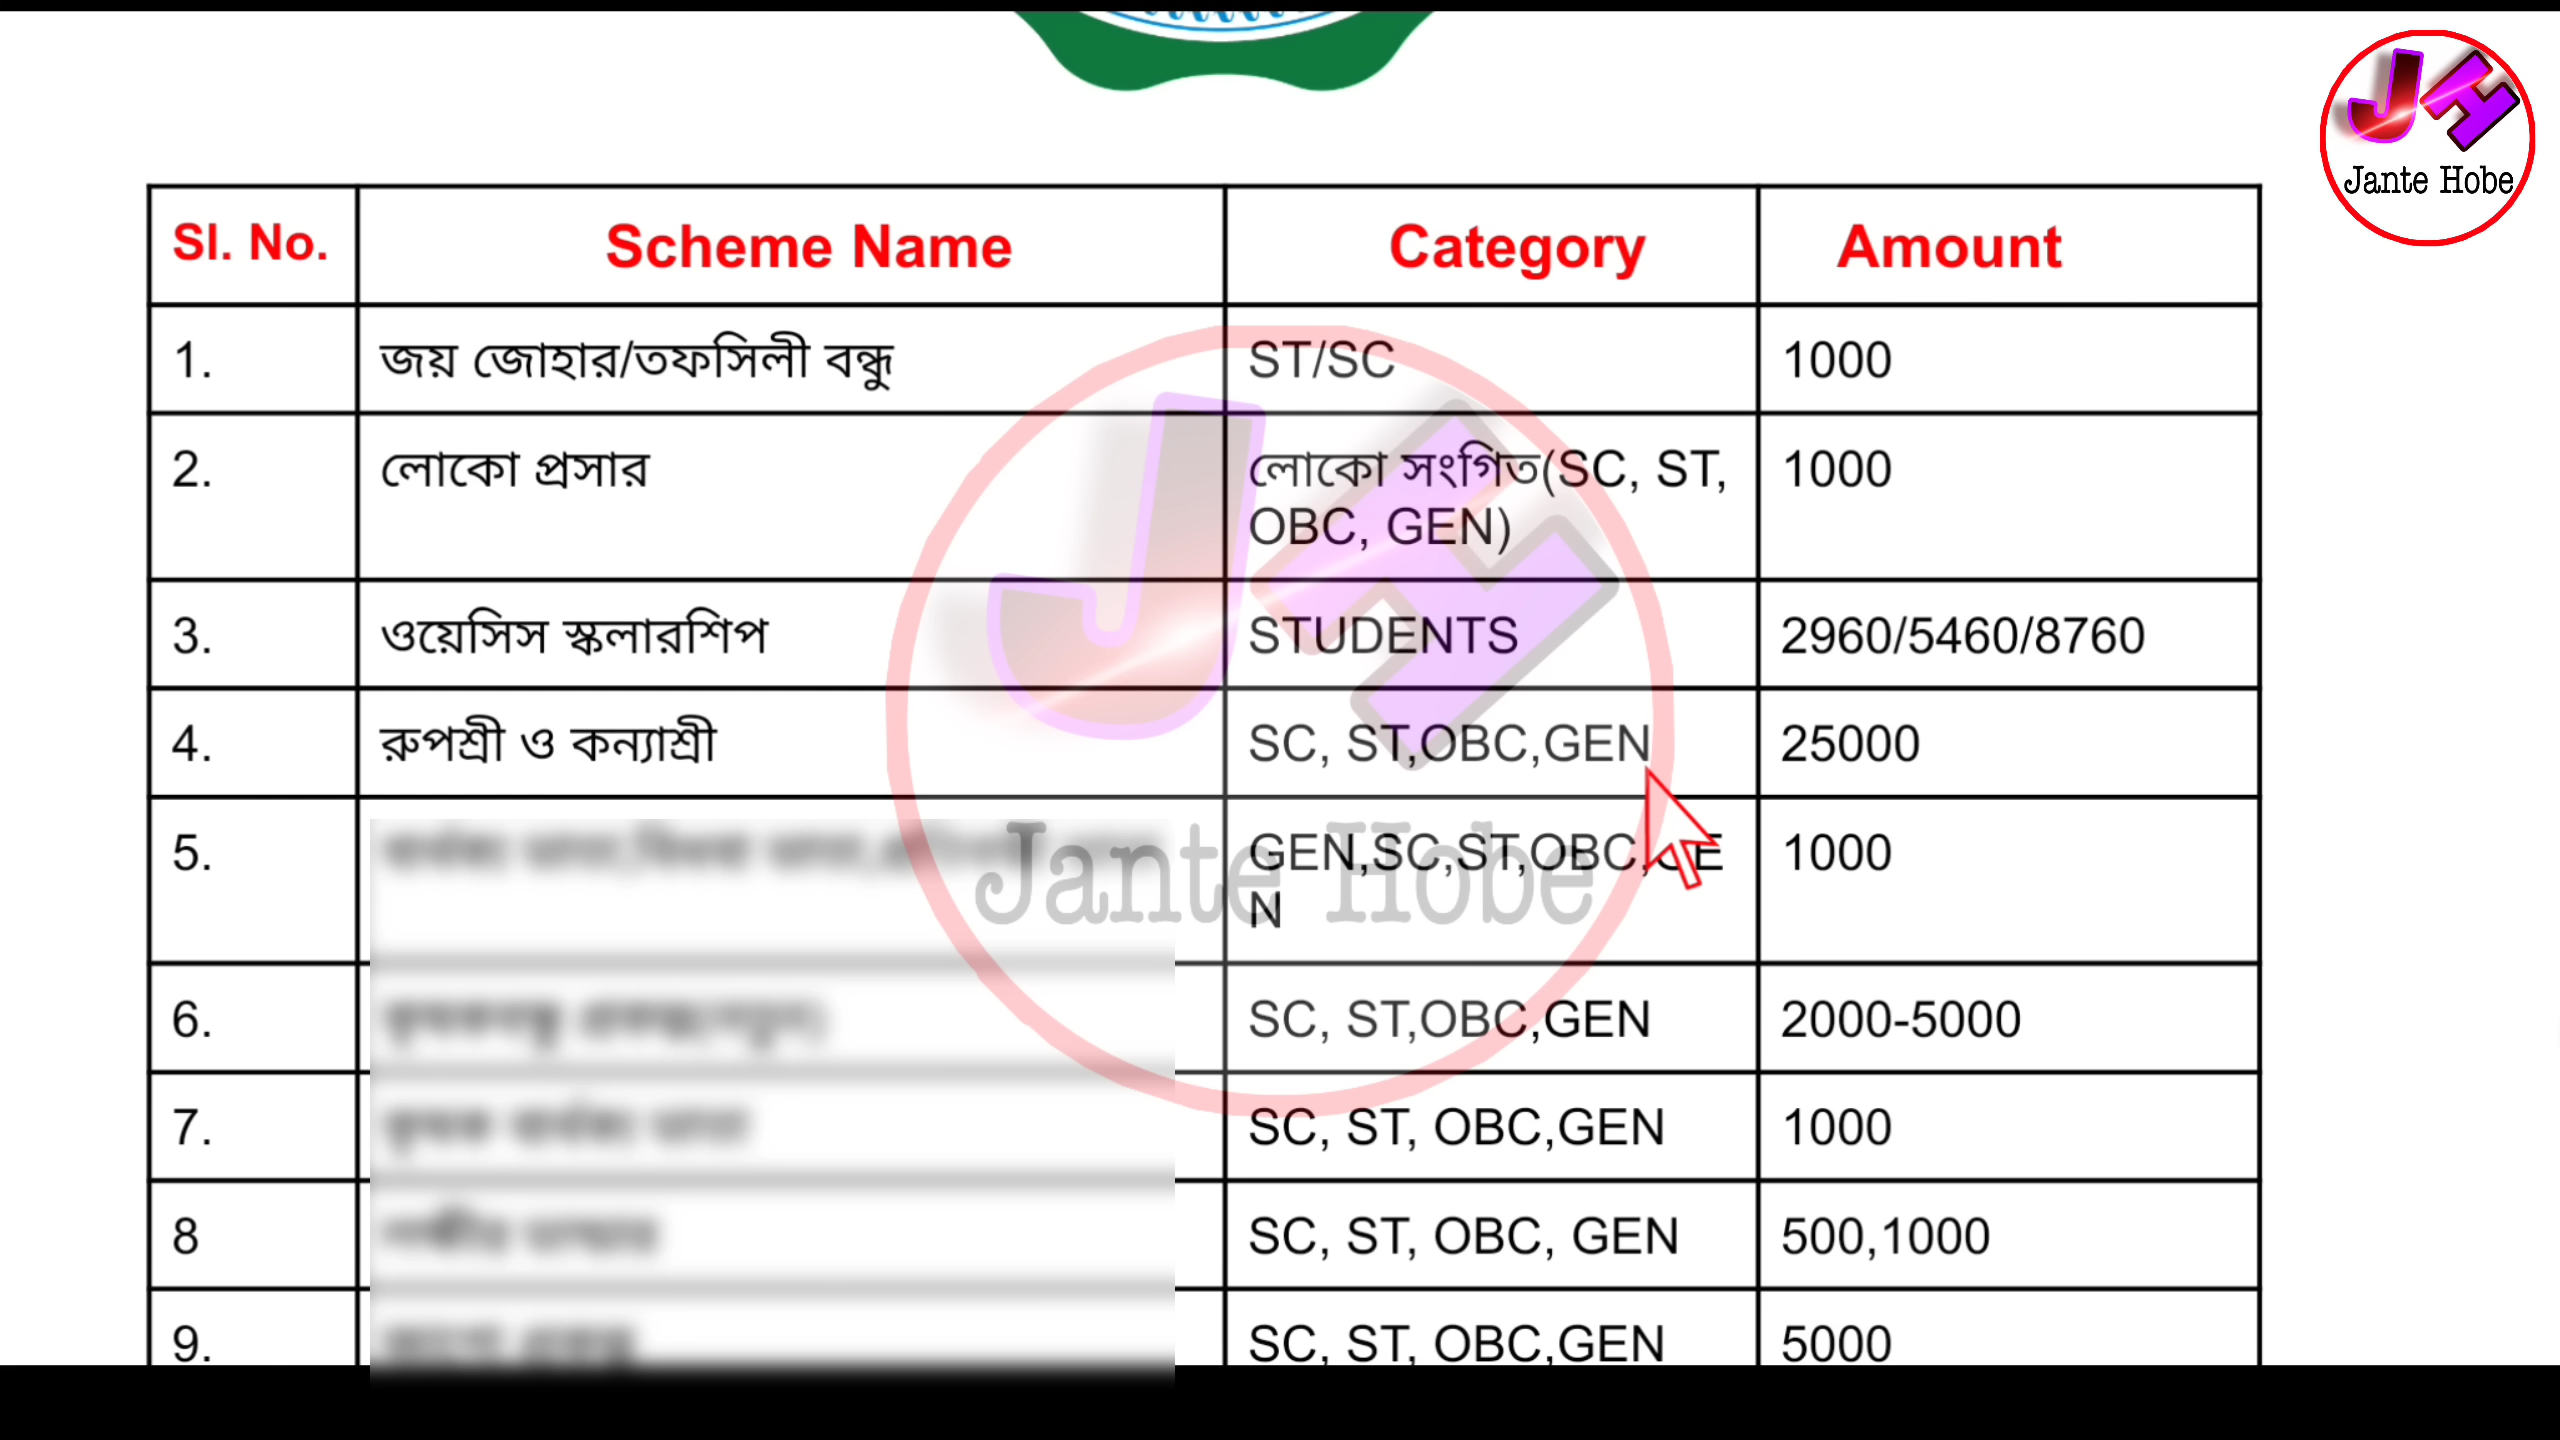 Jante Hobe
Sl. No. Scheme Name Category Amount
1. জয় জোহার/তফসিলী বন্ধু ST/SC 1000
2. লোকো প্রসার লোকো সংগিত(SC, ST, 1000
OBC, GEN)
3. ওয়েসিস স্কলারশিপ STUDENTS 2960/5460/8760
4. রুপশ্রী ও কন্যাশ্রী SC, ST,OBC,GEN 25000
5. GEN,SC,ST,OBC,GE 1000
N
Jante Hobe
6. SC, ST,OBC,GEN 2000-5000
7. SC, ST, OBC,GEN 1000
8 SC, ST, OBC, GEN 500,1000
9. SC, ST, OBC,GEN 5000